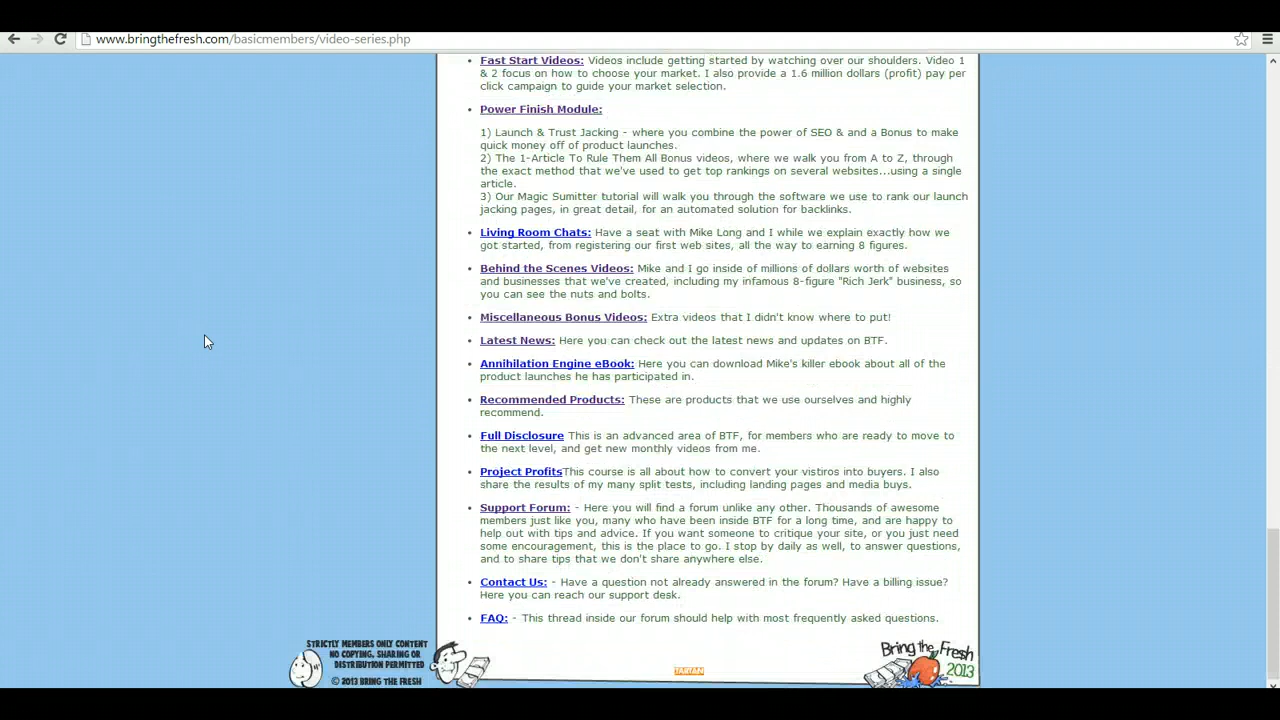 www.bringthefresh.com/basicmembers/video-series.php
Fast Start Videos: Videos include getting started by watching over our shoulders. Video 1
& 2 focus on how to choose your market. I also provide a 1.6 million dollars (profit) pay per
click campaign to guide your market selection.
Power Finish Module:
1) Launch & Trust Jacking - where you combine the power of SEO & and a Bonus to make
quick money off of product launches.
2) The 1-Article To Rule Them All Bonus videos, where we walk you from A to Z, through
the exact method that we've used to get top rankings on several websites...using a single
article.
3) Our Magic Sumitter tutorial will walk you through the software we use to rank our launch
jacking pages, in great detail, for an automated solution for backlinks.
Living Room Chats: Have a seat with Mike Long and I while we explain exactly how we
got started, from registering our first web sites, all the way to earning 8 figures.
Behind the Scenes Videos: Mike and I go inside of millions of dollars worth of websites
and businesses that we've created, including my infamous 8-figure "Rich Jerk" business, so
you can see the nuts and bolts.
Miscellaneous Bonus Videos: Extra videos that I didn't know where to put!
Latest News: Here you can check out the latest news and updates on BTF.
Annihilation Engine eBook: Here you can download Mike's killer ebook about all of the
product launches he has participated in.
Recommended Products: These are products that we use ourselves and highly
recommend.
Full Disclosure This is an advanced area of BTF, for members who are ready to move to
the next level, and get new monthly videos from me.
Project ProfitsThis course is all about how to convert your vistiros into buyers. I also
share the results of my many split tests, including landing pages and media buys.
Support Forum: - Here you will find a forum unlike any other. Thousands of awesome
members just like you, many who have been inside BTF for a long time, and are happy to
help out with tips and advice. If you want someone to critique your site, or you just need
some encouragement, this is the place to go. I stop by daily as well, to answer questions,
and to share tips that we don't share anywhere else.
Contact Us: - Have a question not already answered in the forum? Have a billing issue?
Here you can reach our support desk.
FAQ: - This thread inside our forum should help with most frequently asked questions.
STRICTLY MEMBERS ONLY CONTENT
NO COPYING, SHARING OR
DISTRIBUTION PERMITTED
© 2013 BRING THE FRESH
TARTAN
Bring the Fresh
2013